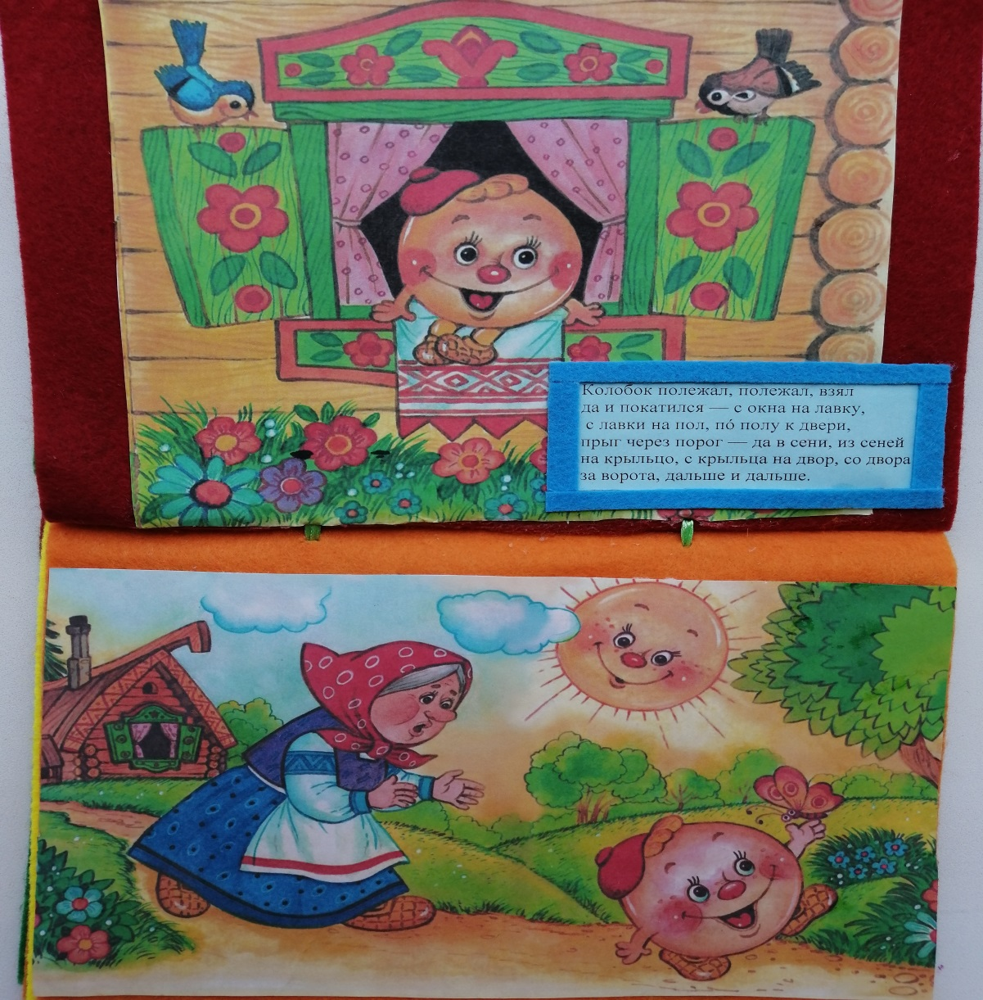 Колобок полежал, полежал, взял
да и покатился — с окна на лавку,
с лавки на пол, по́ полу к двери,
прыг через порог — да в сени, из сеней
на крыльцо, с крыльца на двор, со двора
за ворота, дальше и дальше.